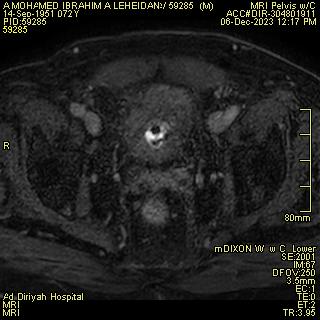 A MOHAMED IBRAHIM A LEHEIDAN:/ 59285 (M)
14-Sep-1951 072Y
PID:59285
59285
MRI Pelvis w/C
ACC#DIR-304801911
06-Dec-2023 12:17 PM
R
80mm
mDIXON W w C Lower
SE:2001
IM:67
DFOV:250
3.5mm
EC:1
TE:0
ET:2
TR:3.95
Ad Diriyah Hospital
MRI
MRI